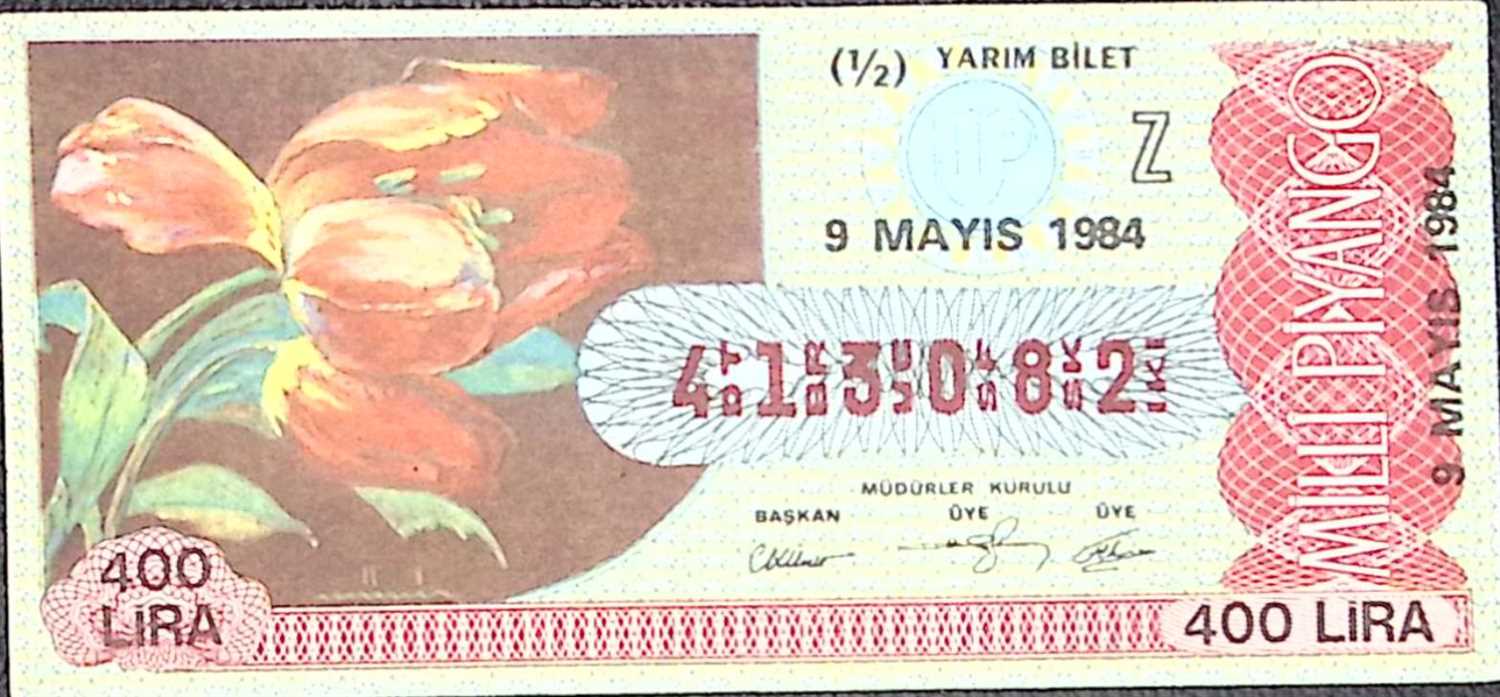 (½) YARIM BİLET
Z
9 MAYIS 1984
413082
MÜDÜRLER KURULU
BAŞKAN ÜYE ÜYE
400
LİRA
400 LİRA
MİLLİ PİYANGO
9 MAYIS 1984